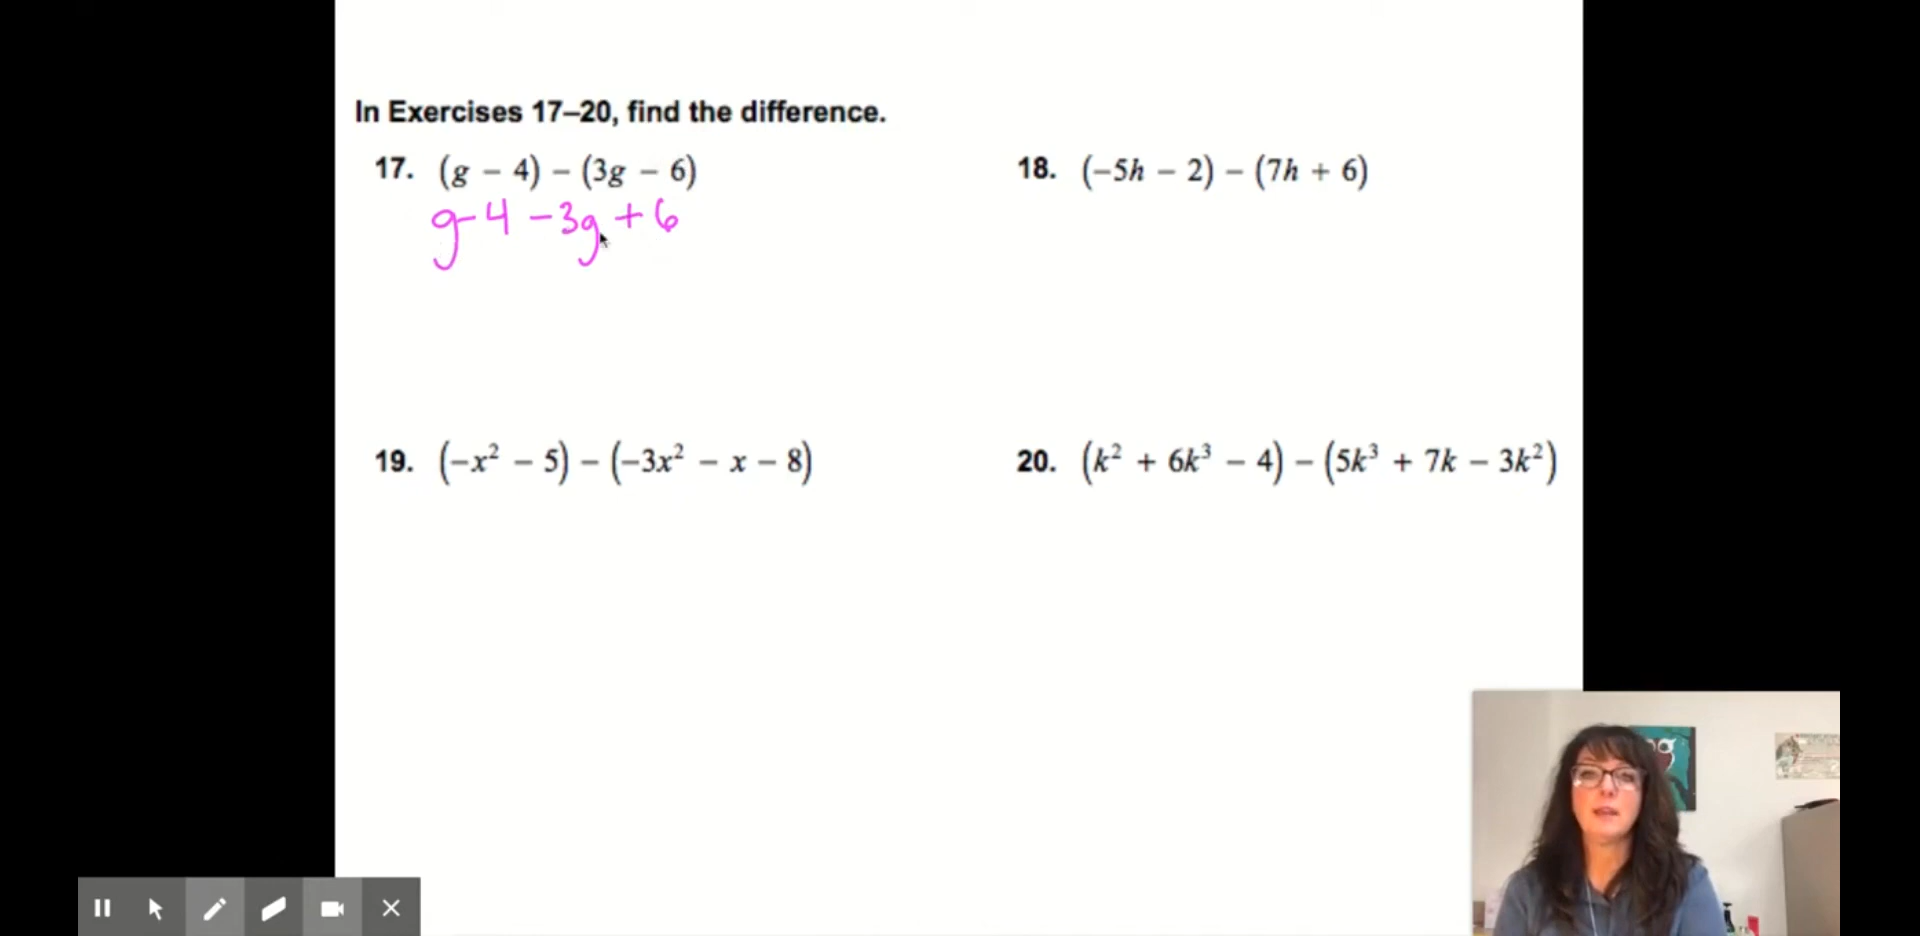 In Exercises 17–20, find the difference.
17. (g – 4) – (3g – 6)
g - 4 - 3g + 6
18. (–5h – 2) – (7h + 6)
19. (–x² – 5) – (–3x² – x – 8)
20. (k² + 6k³ – 4) – (5k³ + 7k – 3k²)